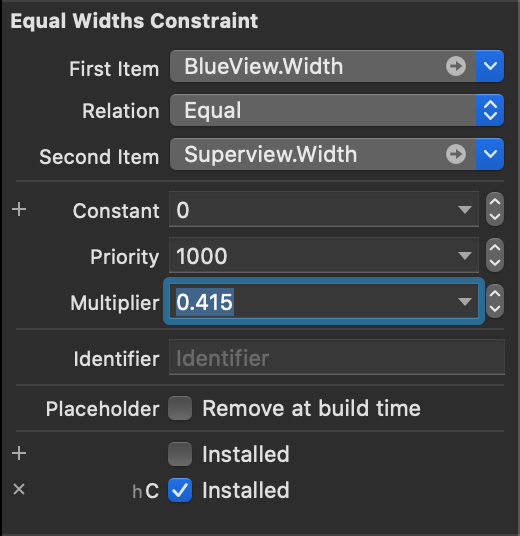 Equal Widths Constraint
First Item BlueView.Width
Relation Equal
Second Item Superview.Width
+ Constant 0
Priority 1000
Multiplier 0.415
Identifier Identifier
Placeholder Remove at build time
+ Installed
× hC Installed